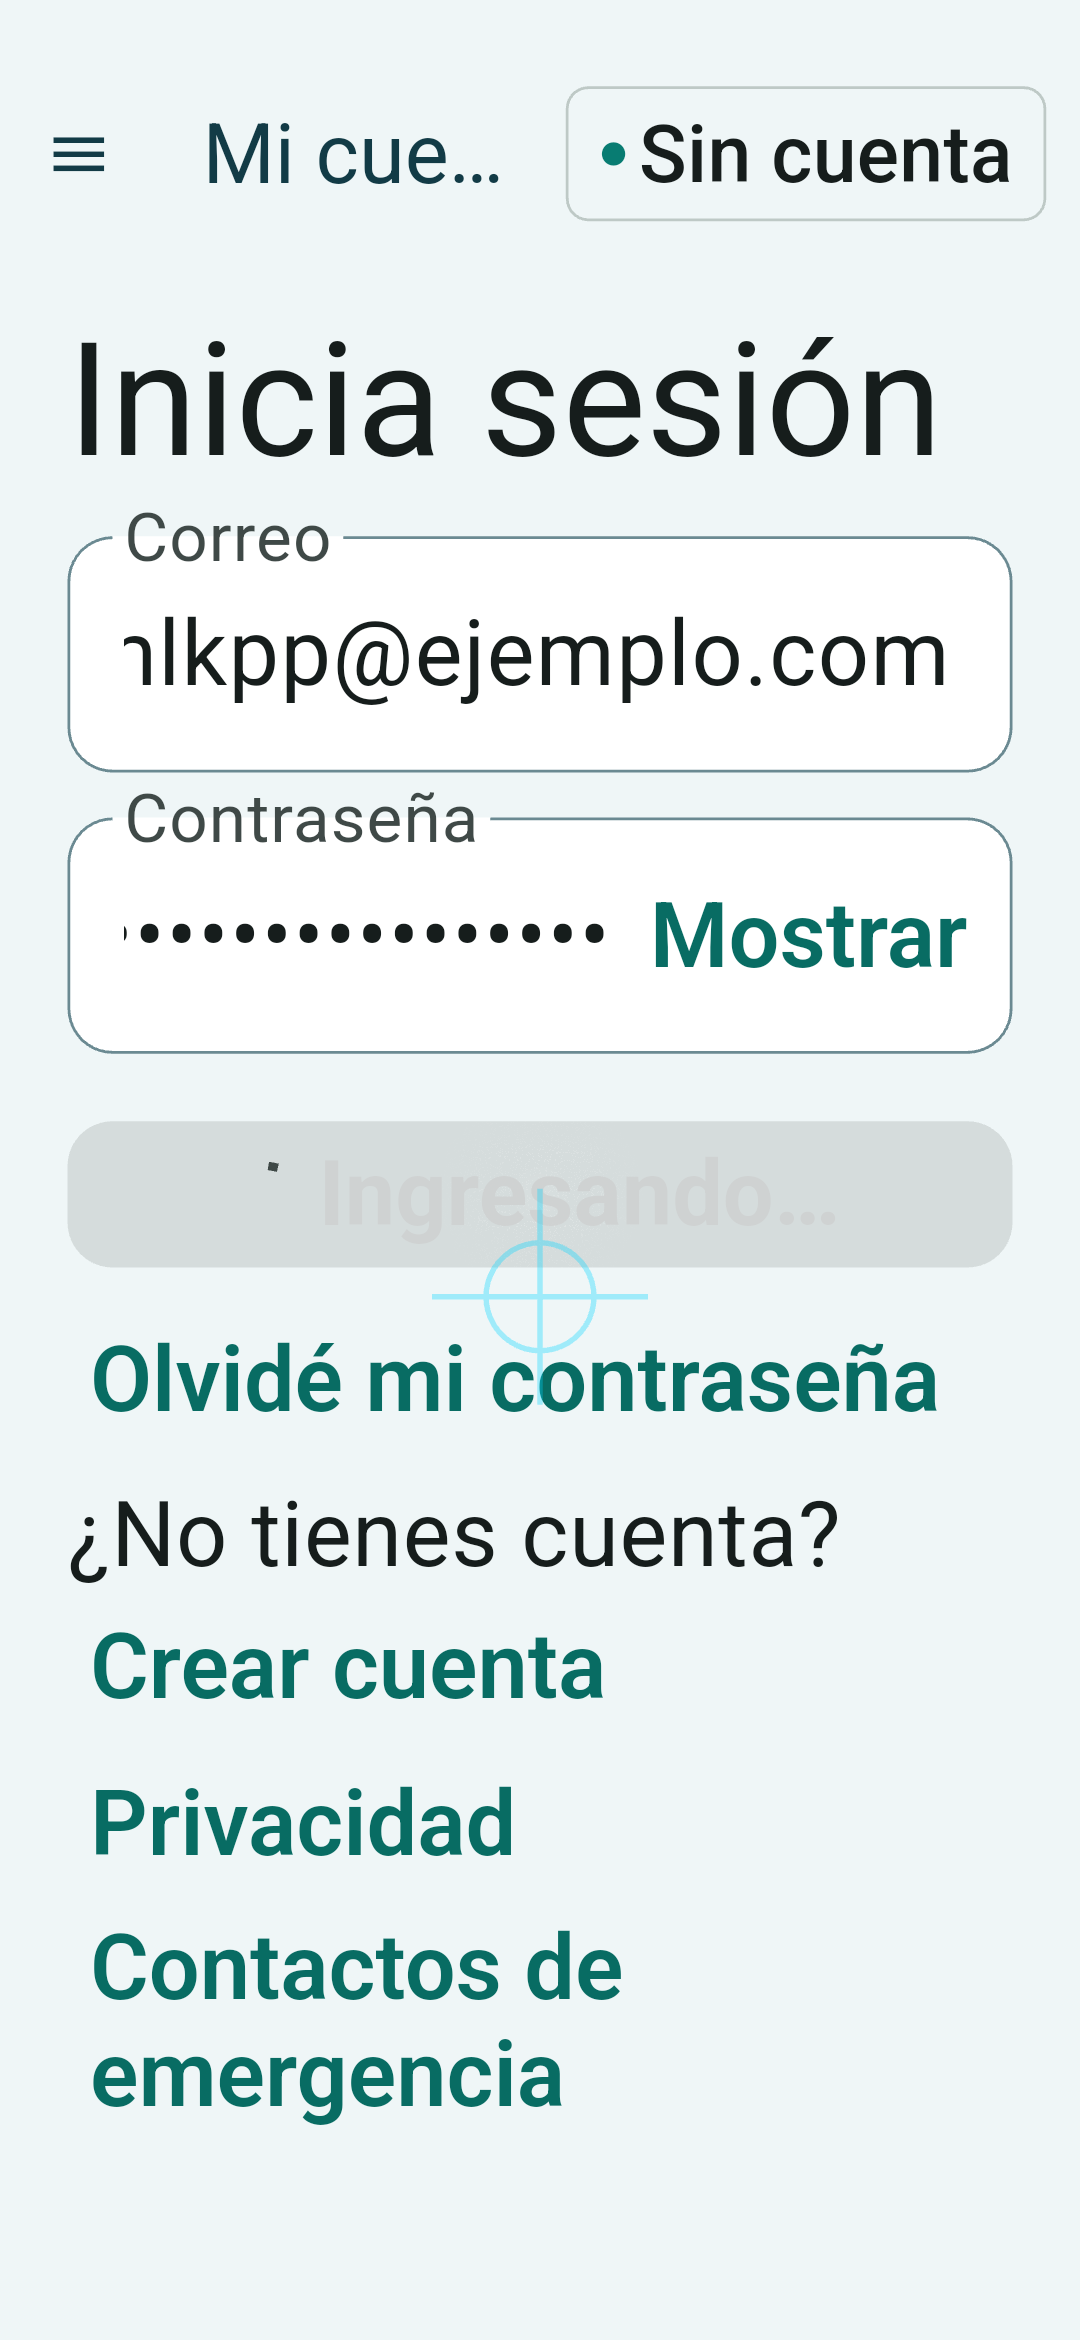 Mi cue...
Sin cuenta
Inicia sesión
Correo
lkpp@ejemplo.com
Contraseña
Mostrar
Ingresando...
Olvidé mi contraseña
¿No tienes cuenta?
Crear cuenta
Privacidad
Contactos de
emergencia